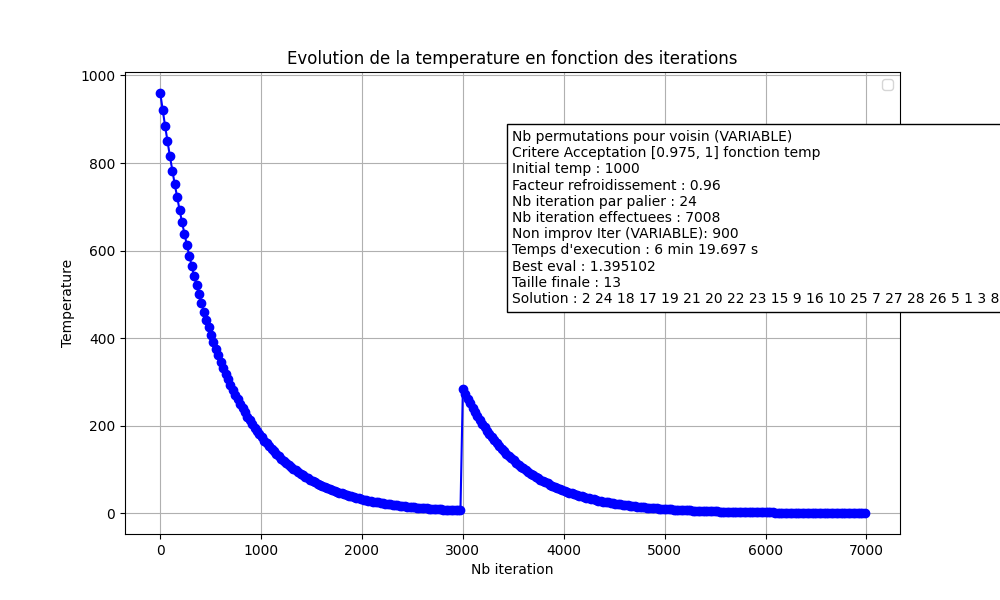 Evolution de la temperature en fonction des iterations
1000
800
600
400
200
0
Temperature
Nb permutations pour voisin (VARIABLE)
Critere Acceptation [0.975, 1] fonction temp
Initial temp : 1000
Facteur refroidissement : 0.96
Nb iteration par palier : 24
Nb iteration effectuees : 7008
Non improv Iter (VARIABLE): 900
Temps d'execution : 6 min 19.697 s
Best eval : 1.395102
Taille finale : 13
Solution : 2 24 18 17 19 21 20 22 23 15 9 16 10 25 7 27 28 26 5 1 3 8
0 1000 2000 3000 4000 5000 6000 7000
Nb iteration